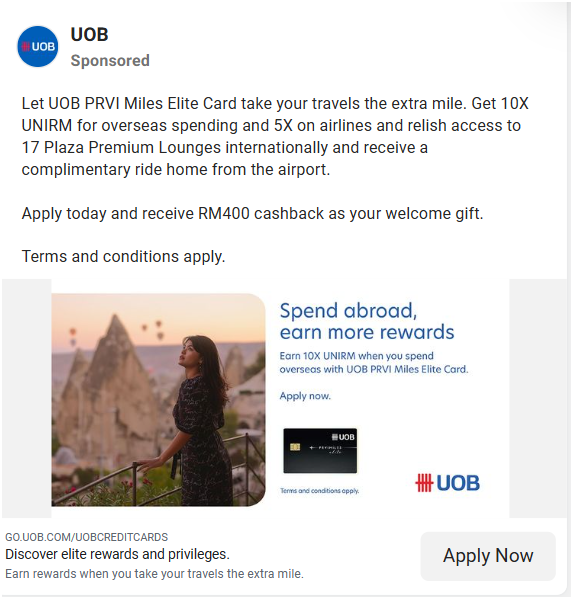 UOB
UOB
Sponsored
Let UOB PRVI Miles Elite Card take your travels the extra mile. Get 10X
UNIRM for overseas spending and 5X on airlines and relish access to
17 Plaza Premium Lounges internationally and receive a
complimentary ride home from the airport.
Apply today and receive RM400 cashback as your welcome gift.
Terms and conditions apply.
Spend abroad,
earn more rewards
Earn 10X UNIRM when you spend
overseas with UOB PRVI Miles Elite Card.
Apply now.
UOB
PRVIMILES
elite
Terms and conditions apply.
UOB
GO.UOB.COM/UOBCREDITCARDS
Discover elite rewards and privileges.
Earn rewards when you take your travels the extra mile.
Apply Now